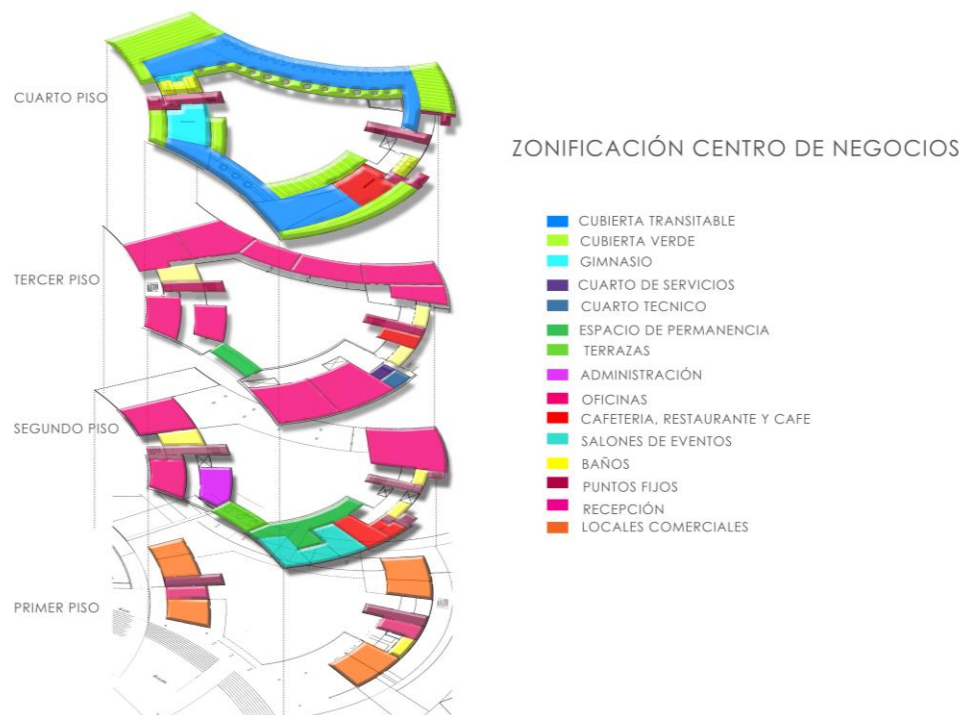 CUARTO PISO
TERCER PISO
SEGUNDO PISO
PRIMER PISO
ZONIFICACIÓN CENTRO DE NEGOCIOS
CUBIERTA TRANSITABLE
CUBIERTA VERDE
GIMNASIO
CUARTO DE SERVICIOS
CUARTO TECNICO
ESPACIO DE PERMANENCIA
TERRAZAS
ADMINISTRACIÓN
OFICINAS
CAFETERIA, RESTAURANTE Y CAFE
SALONES DE EVENTOS
BAÑOS
PUNTOS FIJOS
RECEPCIÓN
LOCALES COMERCIALES